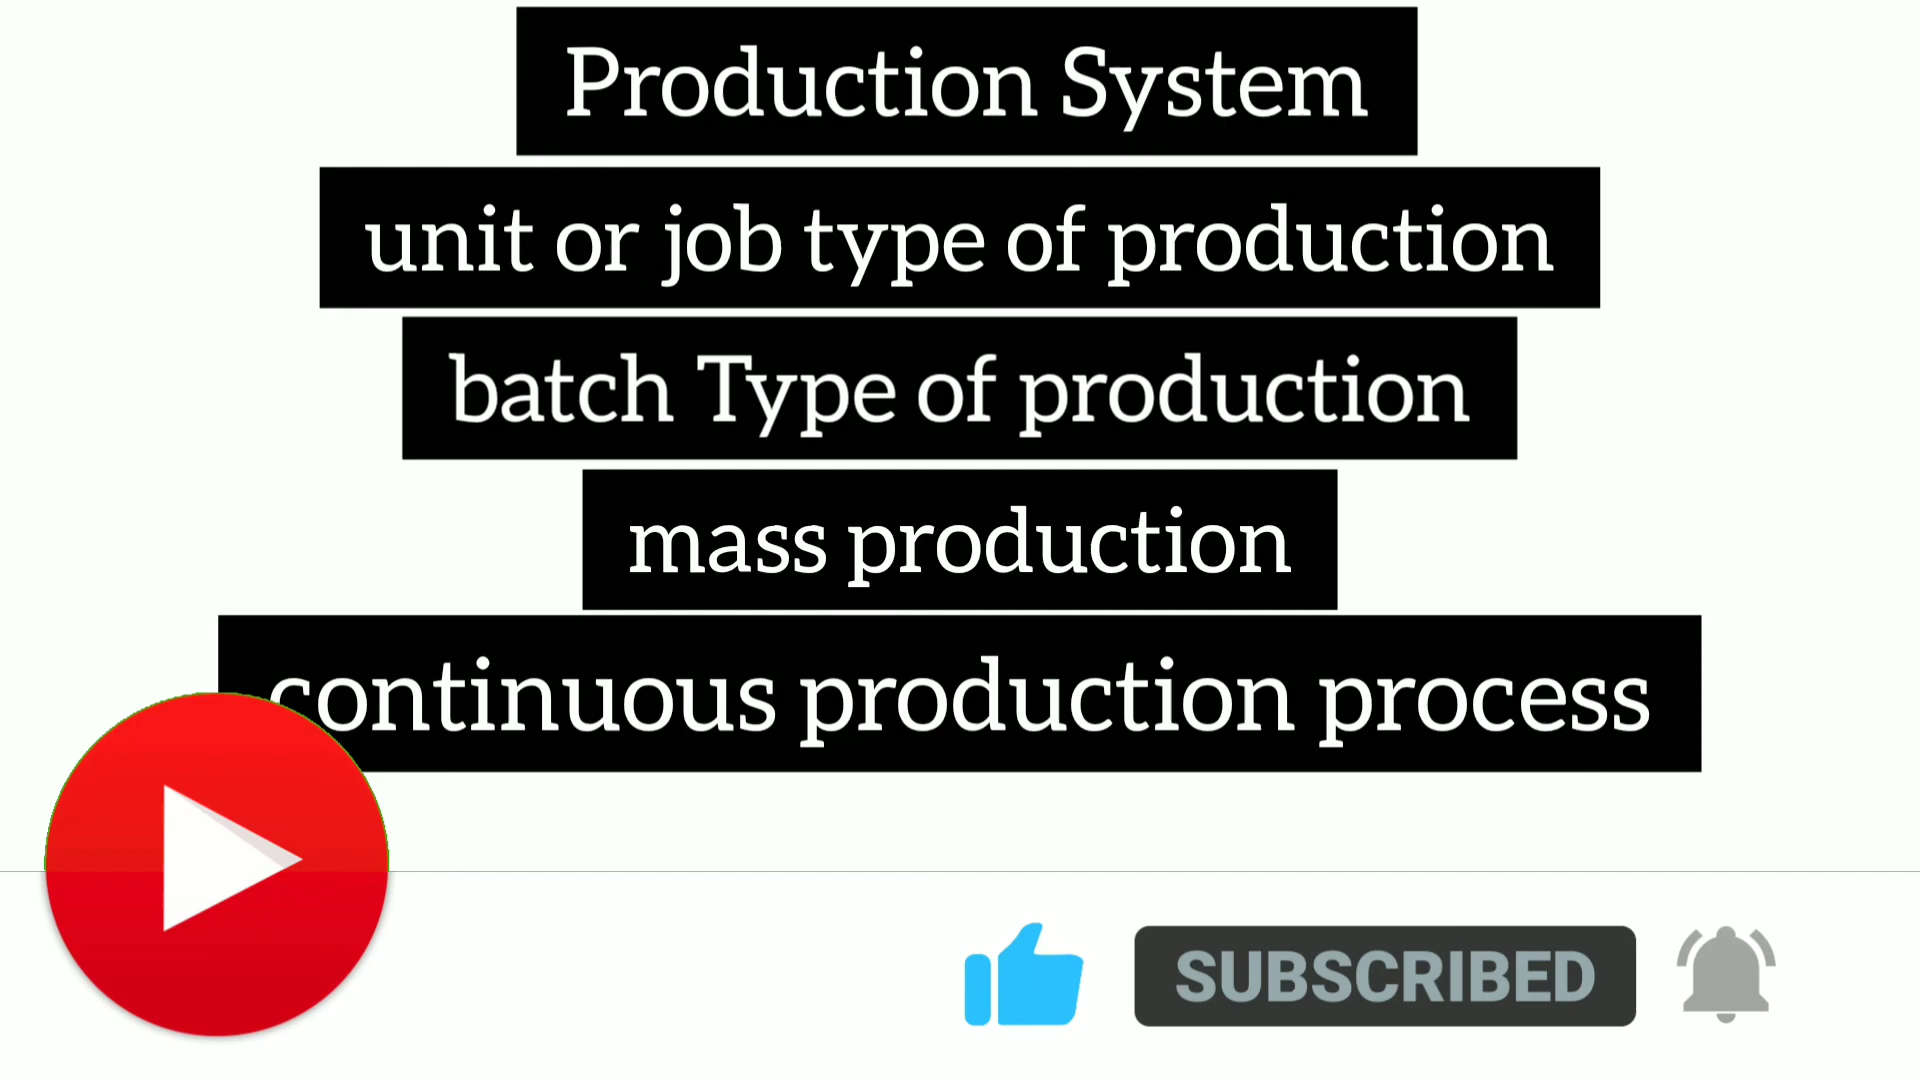 Production System
unit or job type of production
batch Type of production
mass production
continuous production process
SUBSCRIBED